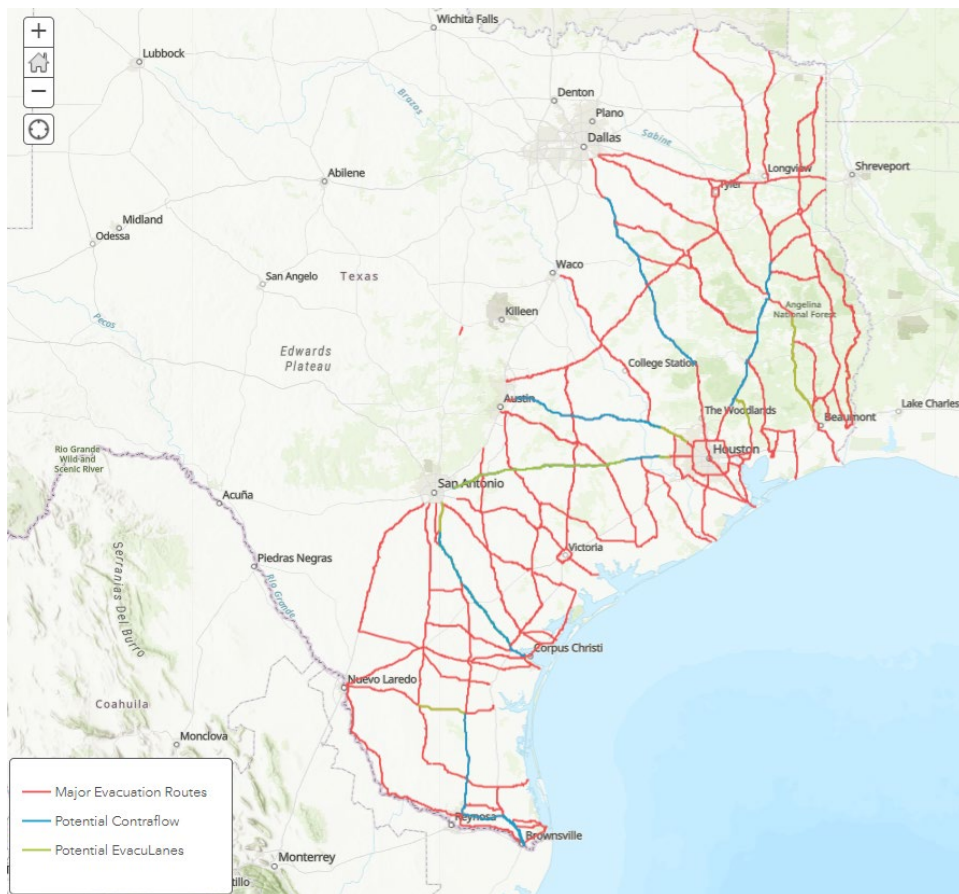 +
−
Wichita Falls
Lubbock
Brazos
Denton
Plano
Dallas
Sabine
Longview
Shreveport
Tyler
Abilene
Midland
Odessa
San Angelo
Texas
Waco
Killeen
Angelina
National Forest
Pecos
Edwards
Plateau
College Station
Austin
The Woodlands
Beaumont
Lake Charles
Houston
Rio Grande
Wild and
Scenic River
San Antonio
Acuña
Victoria
Piedras Negras
Serranias Del Burro
Rio Grande
Corpus Christi
Nuevo Laredo
Coahuila
Monclova
Major Evacuation Routes
Potential Contraflow
Potential EvacuLanes
Reynosa
Brownsville
Monterrey
tillo